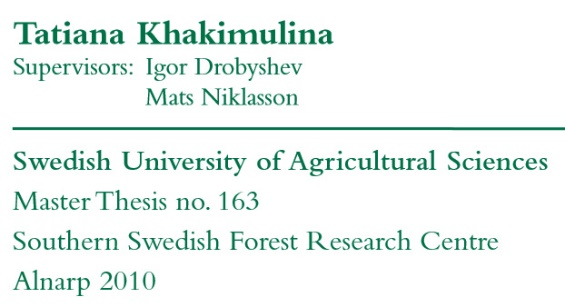 Tatiana Khakimulina
Supervisors: Igor Drobyshev
Mats Niklasson
Swedish University of Agricultural Sciences
Master Thesis no. 163
Southern Swedish Forest Research Centre
Alnarp 2010